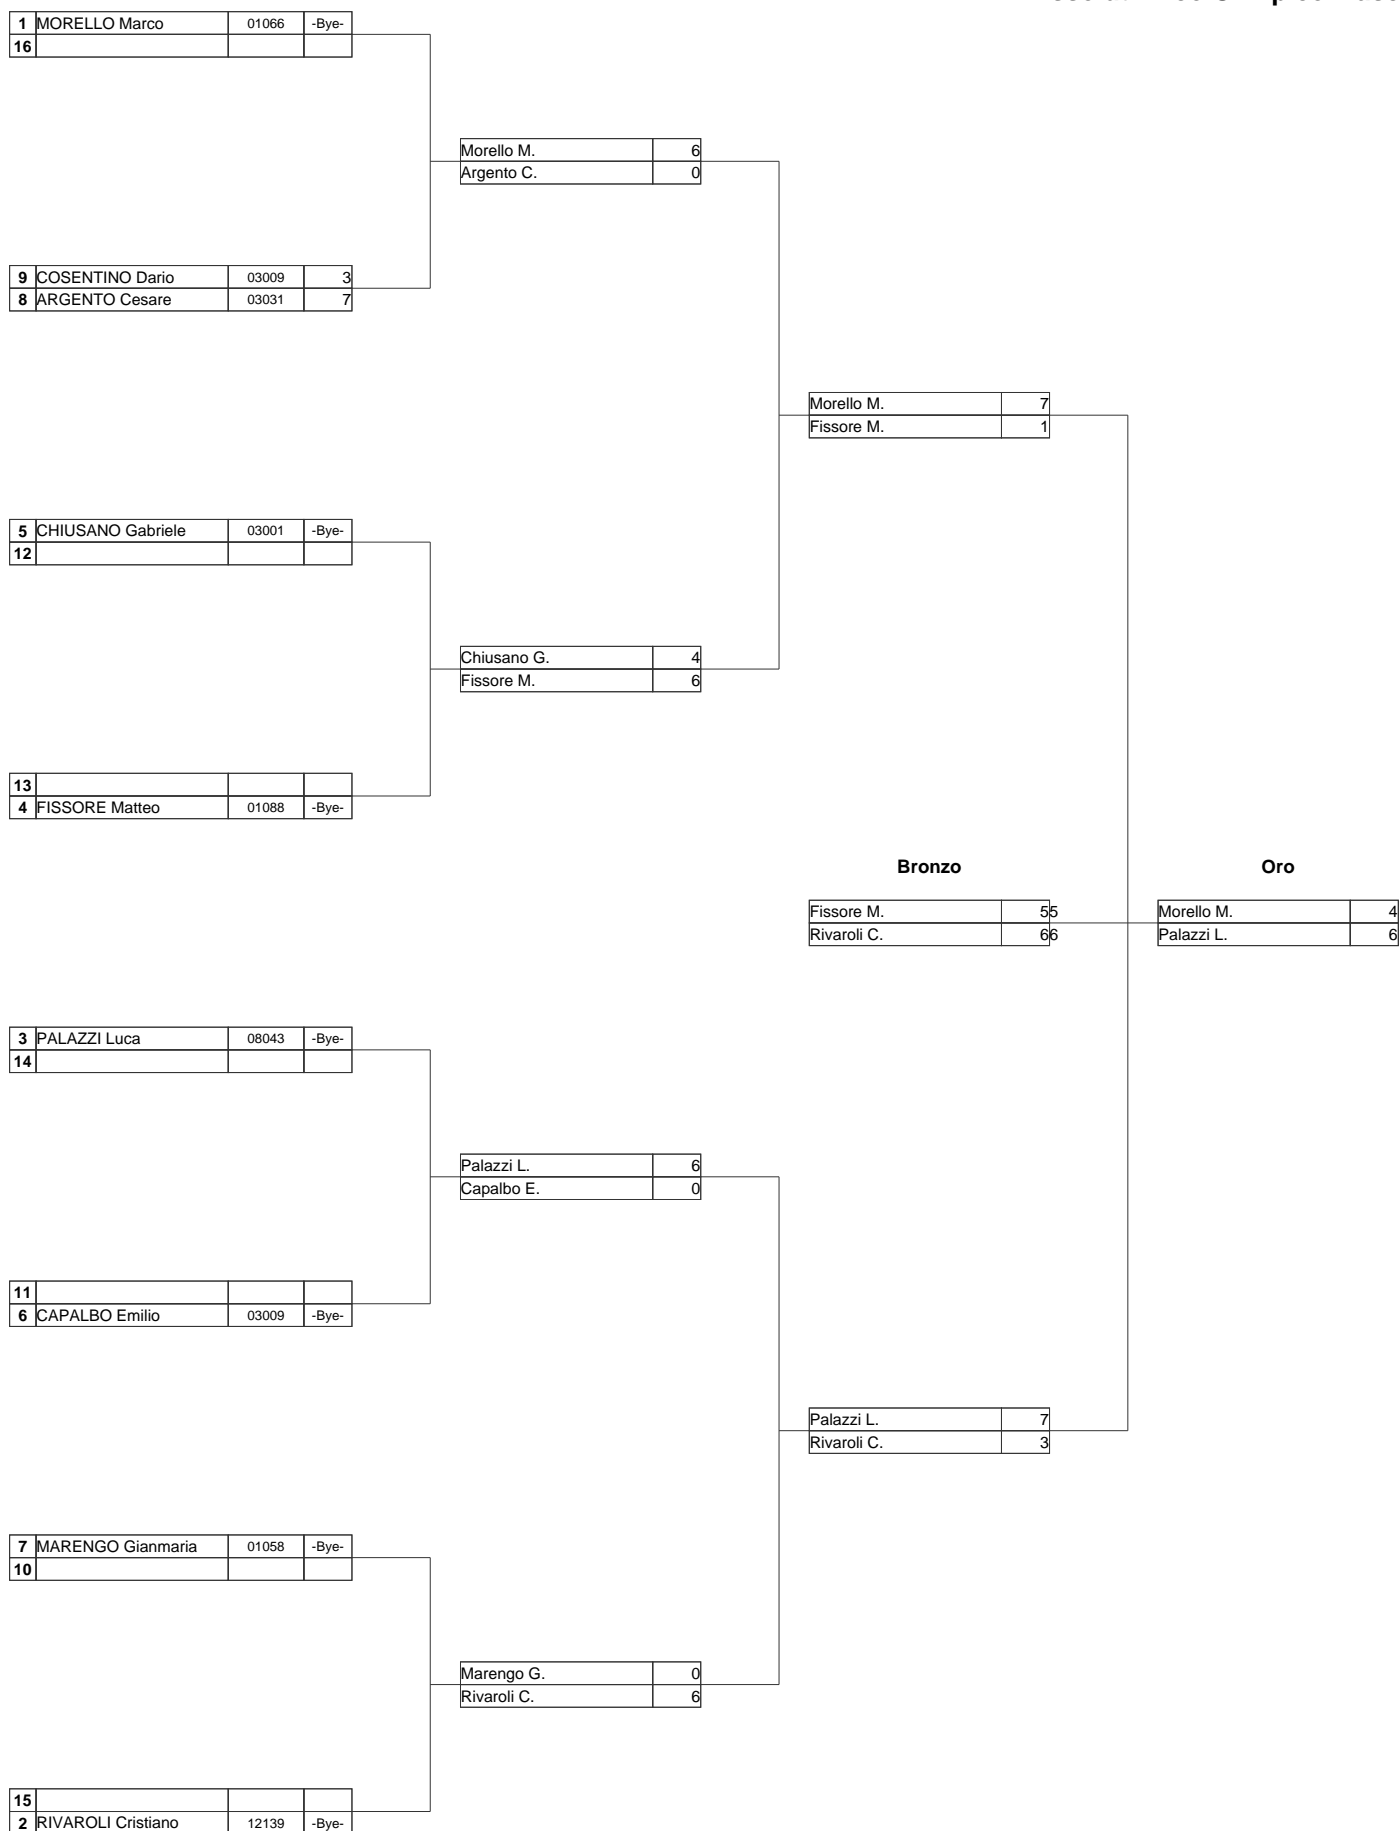 1 MORELLO Marco 01066 -Bye-
16
Morello M. 6
Argento C. 0
9 COSENTINO Dario 03009 3
8 ARGENTO Cesare 03031 7
Morello M. 7
Fissore M. 1
5 CHIUSANO Gabriele 03001 -Bye-
12
Chiusano G. 4
Fissore M. 6
13
4 FISSORE Matteo 01088 -Bye-
Bronzo Oro
Fissore M. 55 Morello M. 4
Rivaroli C. 66 Palazzi L. 6
3 PALAZZI Luca 08043 -Bye-
14
Palazzi L. 6
Capalbo E. 0
11
6 CAPALBO Emilio 03009 -Bye-
Palazzi L. 7
Rivaroli C. 3
7 MARENGO Gianmaria 01058 -Bye-
10
Marengo G. 0
Rivaroli C. 6
15
2 RIVAROLI Cristiano 12139 -Bye-